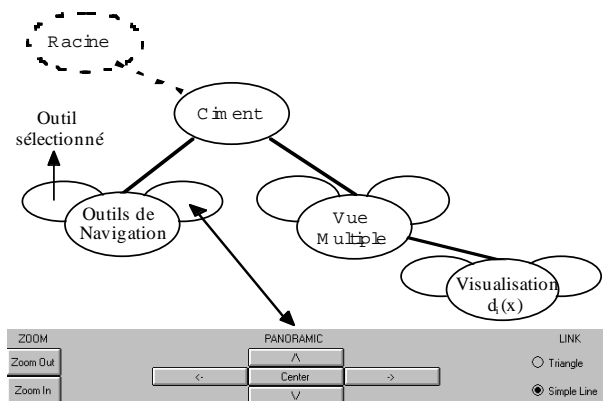 Racine
Ciment
Outil
sélectionné
Outils de
Navigation
Vue
Multiple
Visualisation
di(x)
ZOOM
PANORAMIC
LINK
Zoom Out
/\
Triangle
<-
Center
->
Zoom In
\/
Simple Line